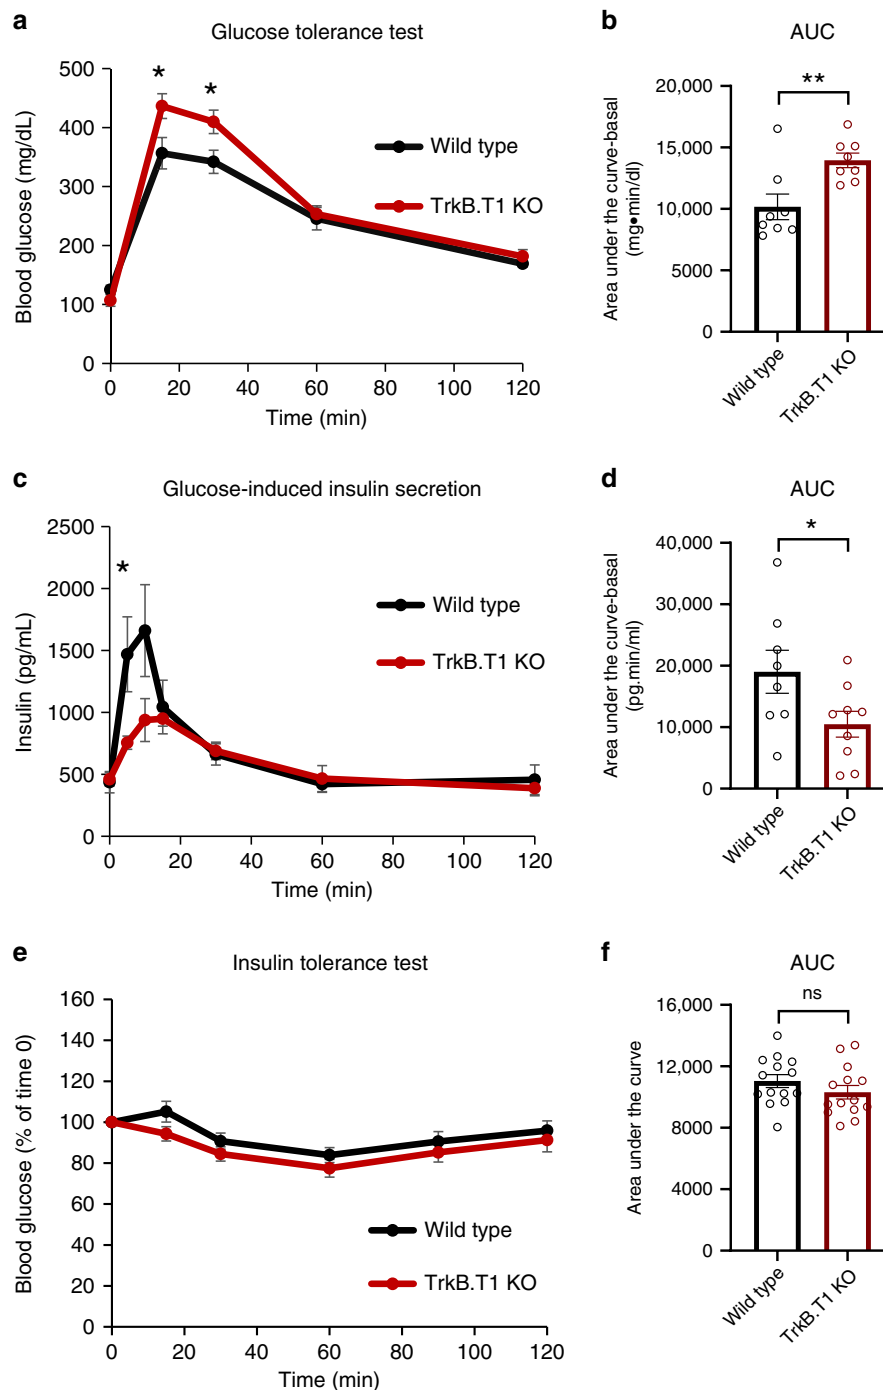 a
Glucose tolerance test
Blood glucose (mg/dL)
500
400
300
200
100
0
*
*
Wild type
TrkB.T1 KO
0 20 40 60 80 100 120
Time (min)
b
AUC
Area under the curve-basal
(mg•min/dl)
20,000
15,000
10,000
5000
0
**
Wild type
TrkB.T1 KO
c
Glucose-induced insulin secretion
Insulin (pg/mL)
2500
2000
1500
1000
500
0
*
Wild type
TrkB.T1 KO
0 20 40 60 80 100 120
Time (min)
d
AUC
Area under the curve-basal
(pg.min/ml)
40,000
30,000
20,000
10,000
0
*
Wild type
TrkB.T1 KO
e
Insulin tolerance test
Blood glucose (% of time 0)
160
140
120
100
80
60
40
20
0
Wild type
TrkB.T1 KO
0 20 40 60 80 100 120
Time (min)
f
AUC
Area under the curve
16,000
12,000
8000
4000
0
ns
Wild type
TrkB.T1 KO